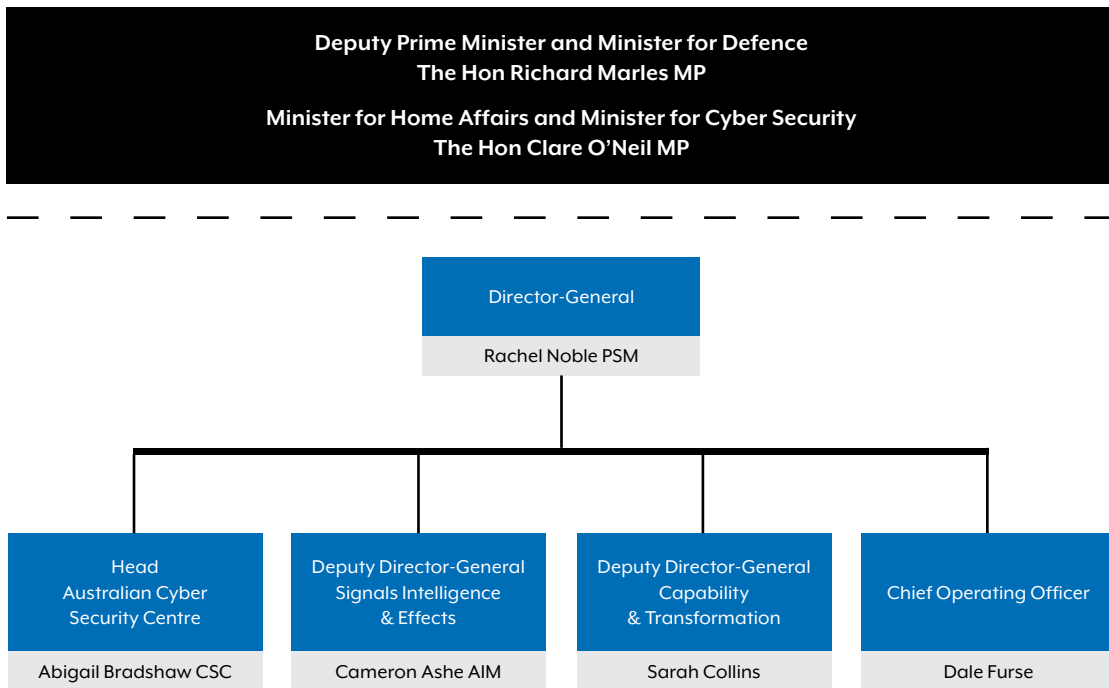 Deputy Prime Minister and Minister for Defence
The Hon Richard Marles MP
Minister for Home Affairs and Minister for Cyber Security
The Hon Clare O’Neil MP
Director-General
Rachel Noble PSM
Head
Australian Cyber
Security Centre
Abigail Bradshaw CSC
Deputy Director-General
Signals Intelligence
& Effects
Cameron Ashe AIM
Deputy Director-General
Capability
& Transformation
Sarah Collins
Chief Operating Officer
Dale Furse